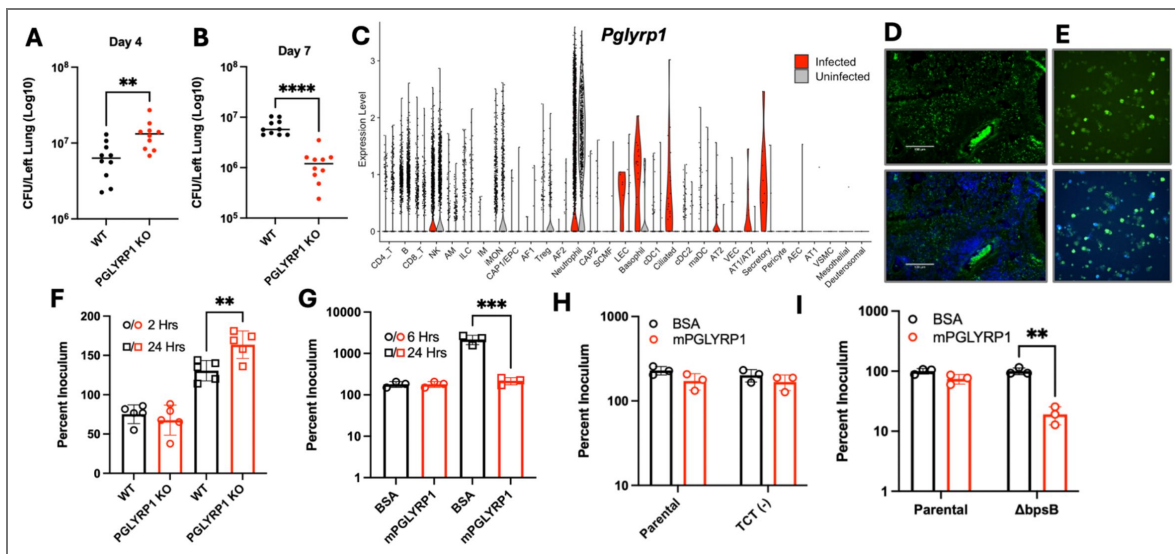 A
Day 4
CFU/Left Lung (Log10)
10^8
10^7
10^6
**
WT
PGLYRP1 KO
B
Day 7
CFU/Left Lung (Log10)
10^8
10^7
10^6
10^5
****
WT
PGLYRP1 KO
C
Pglyrp1
Expression Level
3
2
1
0
Infected
Uninfected
CD4_T
B
CD8_T
NK
AM
ILC
IM
iMON
CAP1/EPC
AF1
Treg
AF2
Neutrophil
CAP2
SCMF
LEC
Basophil
cDC1
Ciliated
cDC2
maDC
AT2
VEC
AT1/AT2
Secretory
Pericyte
AEC
AT1
VSMC
Mesothelial
Deuterosomal
D
E
F
Percent Inoculum
200
150
100
50
0
/ 2 Hrs
/ 24 Hrs
**
WT
PGLYRP1 KO
WT
PGLYRP1 KO
G
Percent Inoculum
10000
1000
100
10
1
/ 6 Hrs
/ 24 Hrs
***
BSA
mPGLYRP1
BSA
mPGLYRP1
H
Percent Inoculum
1000
100
10
BSA
mPGLYRP1
Parental
TCT (-)
I
Percent Inoculum
1000
100
10
1
BSA
mPGLYRP1
**
Parental
ΔbpsB